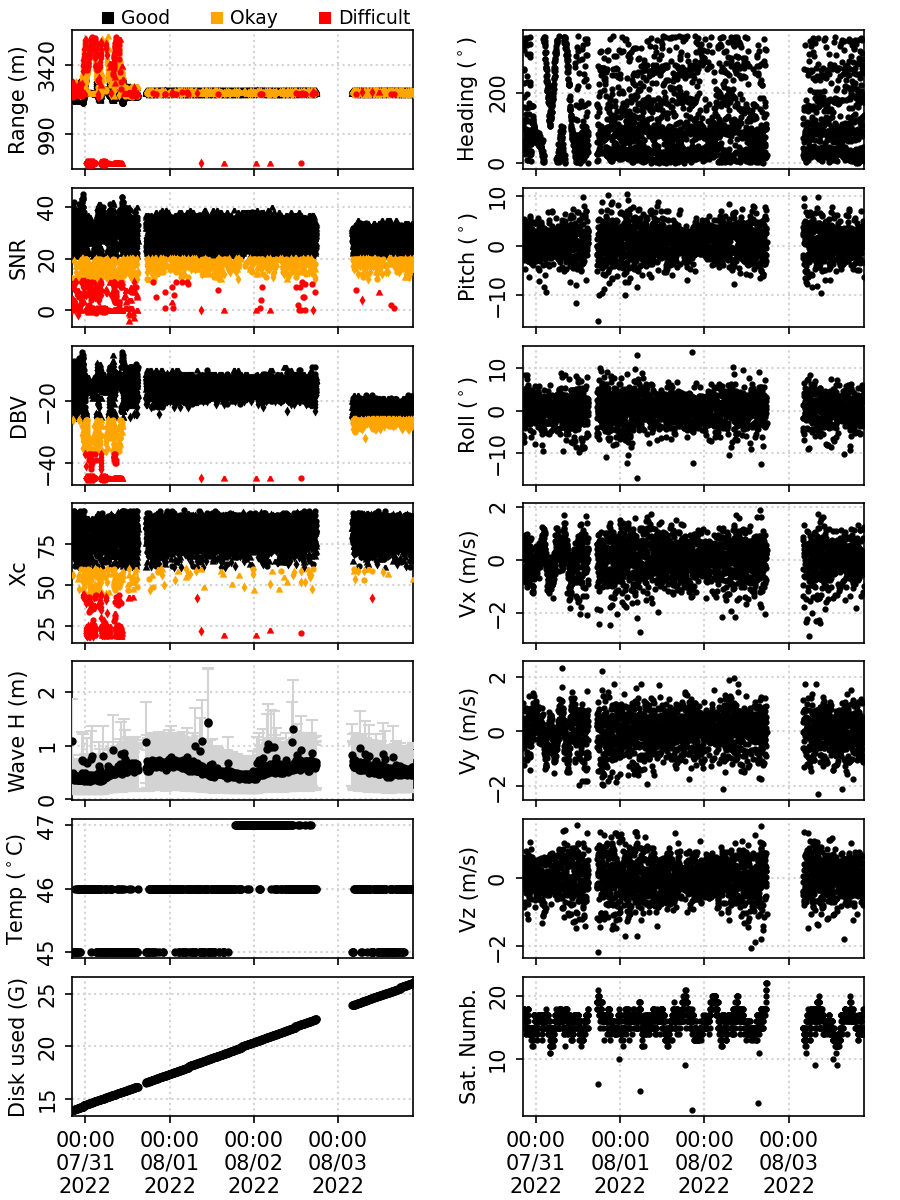 Good Okay Difficult
Range (m)
3420
990
Heading (°)
200
0
SNR
40
20
0
Pitch (°)
10
0
−10
DBV
−20
−40
Roll (°)
10
0
−10
Xc
75
50
25
Vx (m/s)
2
0
−2
Wave H (m)
2
1
0
Vy (m/s)
2
0
−2
Temp (°C)
47
46
45
Vz (m/s)
0
−2
Disk used (G)
25
20
15
Sat. Numb.
20
10
00:00 00:00 00:00 00:00
07/31 08/01 08/02 08/03
2022 2022 2022 2022
00:00 00:00 00:00 00:00
07/31 08/01 08/02 08/03
2022 2022 2022 2022